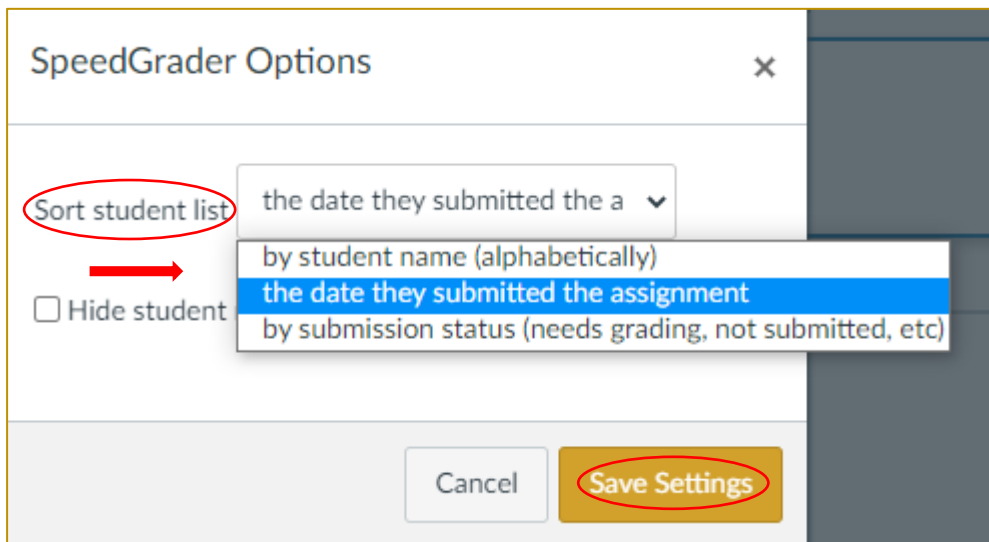 SpeedGrader Options ×
Sort student list the date they submitted the a
by student name (alphabetically)
the date they submitted the assignment
Hide student
by submission status (needs grading, not submitted, etc)
Cancel Save Settings